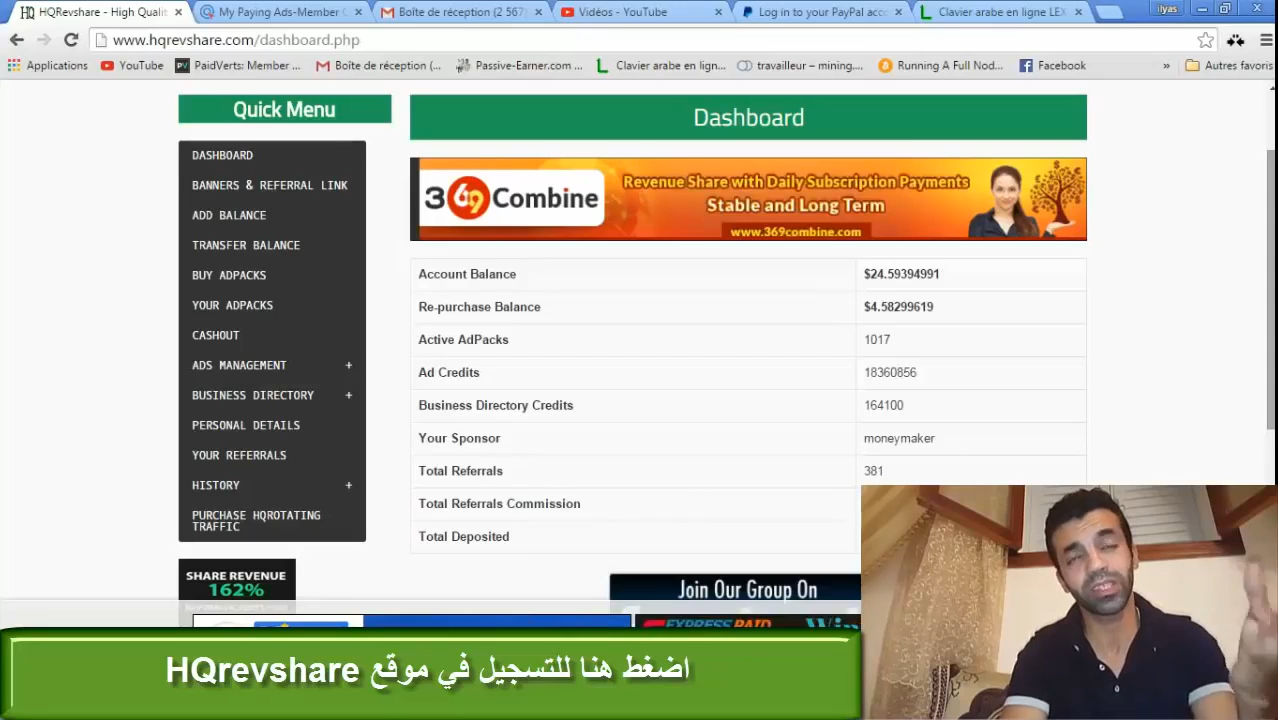 HQRevshare - High Qualit
My Paying Ads-Member C
Boîte de réception (2 567)
Vidéos - YouTube
Log in to your PayPal acc
Clavier arabe en ligne LEX
ilyas
www.hqrevshare.com/dashboard.php
Applications
YouTube
PV
PaidVerts: Member ...
Boîte de réception (...
Passive-Earner.com ...
Clavier arabe en lign...
travailleur – mining....
Running A Full Nod...
Facebook
»
Autres favoris
Quick Menu
DASHBOARD
BANNERS & REFERRAL LINK
ADD BALANCE
TRANSFER BALANCE
BUY ADPACKS
YOUR ADPACKS
CASHOUT
ADS MANAGEMENT +
BUSINESS DIRECTORY +
PERSONAL DETAILS
YOUR REFERRALS
HISTORY +
PURCHASE HQROTATING
TRAFFIC
SHARE REVENUE
162%
Dashboard
369 Combine
Revenue Share with Daily Subscription Payments
Stable and Long Term
www.369combine.com
Account Balance $24.59394991
Re-purchase Balance $4.58299619
Active AdPacks 1017
Ad Credits 18360856
Business Directory Credits 164100
Your Sponsor moneymaker
Total Referrals 381
Total Referrals Commission
Total Deposited
Join Our Group On
اضغط هنا للتسجيل في موقع HQrevshare